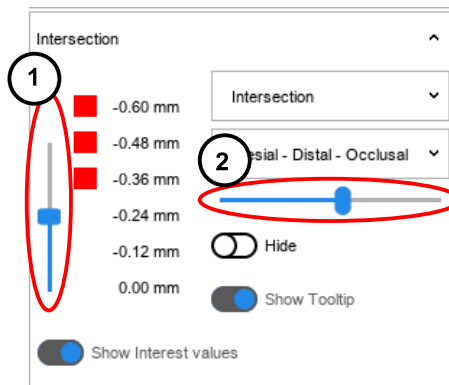 Intersection
1
-0.60 mm
Intersection
-0.48 mm
2
esial - Distal - Occlusal
-0.36 mm
-0.24 mm
-0.12 mm
Hide
0.00 mm
Show Tooltip
Show Interest values